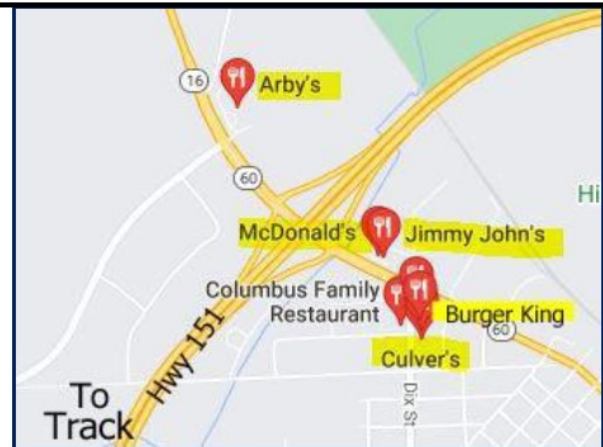 16
Arby's
60
Hi
McDonald's
Jimmy John's
Columbus Family
Restaurant
Burger King
60
Culver's
Hwy 151
Dix St
To
Track